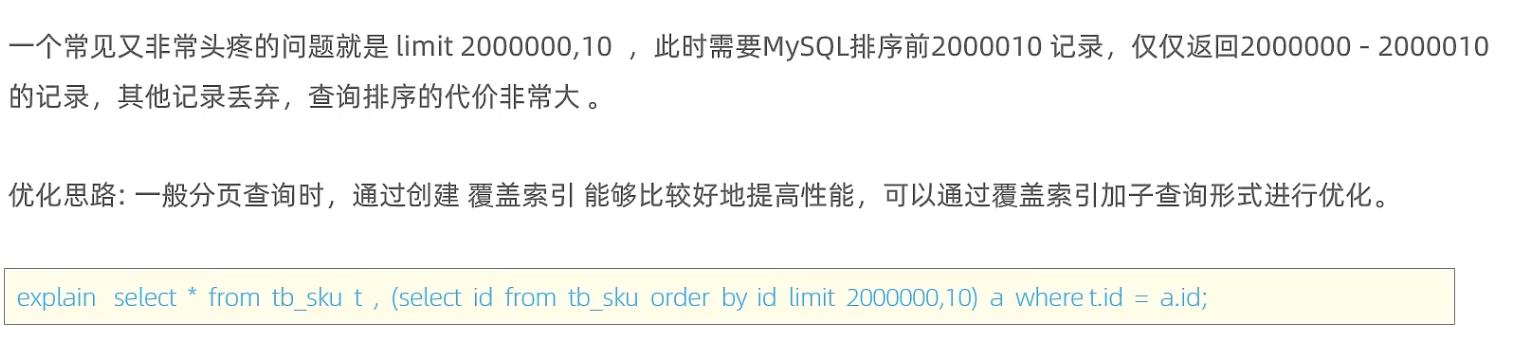 一个常见又非常头疼的问题就是 limit 2000000,10 ，此时需要MySQL排序前2000010 记录，仅仅返回2000000 - 2000010
的记录，其他记录丢弃，查询排序的代价非常大 。
优化思路: 一般分页查询时，通过创建 覆盖索引 能够比较好地提高性能，可以通过覆盖索引加子查询形式进行优化。
explain select * from tb_sku t , (select id from tb_sku order by id limit 2000000,10) a where t.id = a.id;